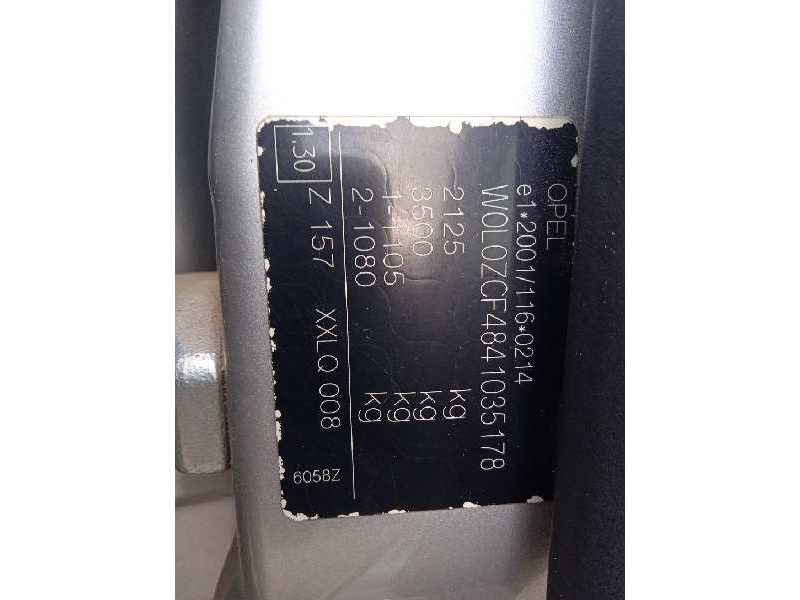 OPEL
e1*2001/116*0214
W0L0ZCF4841035178
2125 kg
3500 kg
1-1105 kg
2-1080 kg
1.30 Z 157 XXLQ 008
6058Z